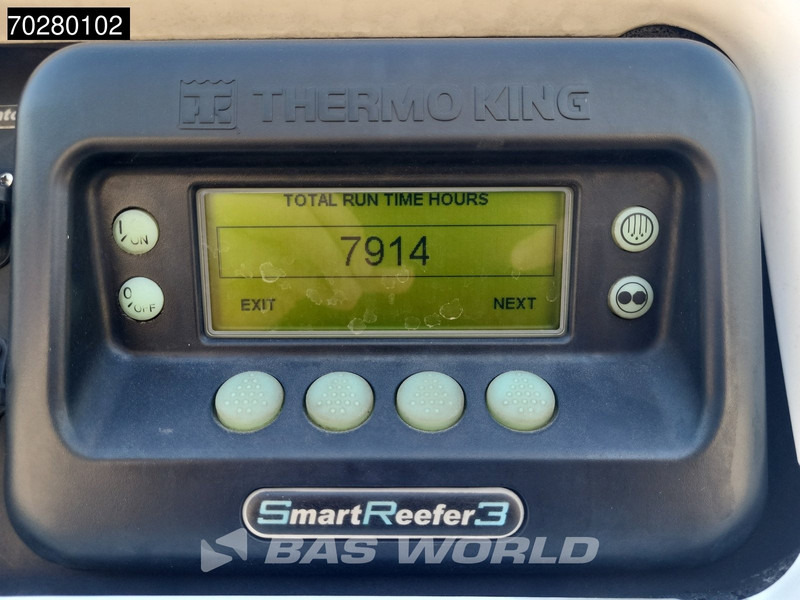 70280102
THERMO KING
TOTAL RUN TIME HOURS
7914
EXIT
NEXT
I/ON
0/OFF
SmartReefer3
BAS WORLD